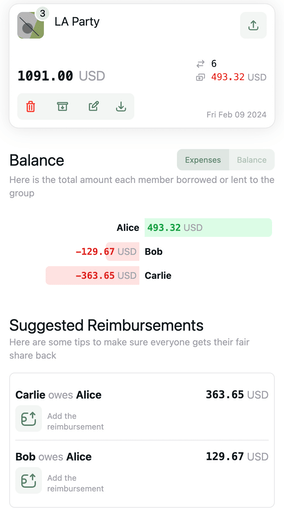 3
LA Party
1091.00 USD
6
493.32 USD
Fri Feb 09 2024
Balance
Expenses
Balance
Here is the total amount each member borrowed or lent to the
group
Alice 493.32 USD
−129.67 USD Bob
−363.65 USD Carlie
Suggested Reimbursements
Here are some tips to make sure everyone gets their fair
share back
Carlie owes Alice 363.65 USD
Add the
reimbursement
Bob owes Alice 129.67 USD
Add the
reimbursement